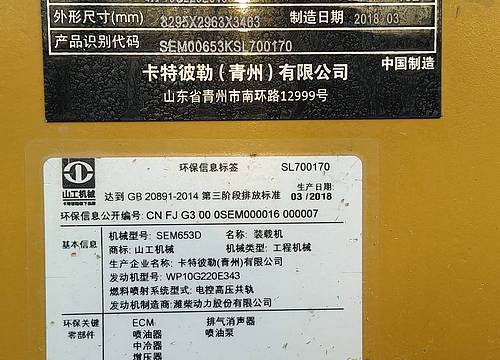 外形尺寸(mm) 8295X2963X3463 制造日期 2018 03
产品识别代码 SEM00653KSL700170
卡特彼勒(青州)有限公司 中国制造
山东省青州市南环路12999号
环保信息标签 SL700170
山工机械 达到 GB 20891-2014 第三阶段排放标准 生产日期
03 /2018
环保信息公开编号: CN FJ G3 00 0SEM000016 000007
基本信息 机械型号: SEM653D 名称: 装载机
商标: 山工机械 机械类型: 工程机械
生产企业名称: 卡特彼勒(青州)有限公司
发动机型号: WP10G220E343
燃料喷射系统型式: 电控高压共轨
发动机制造商: 潍柴动力股份有限公司
环保关键 ECM 排气消声器
零部件 喷油器 喷油泵
中冷器
增压器